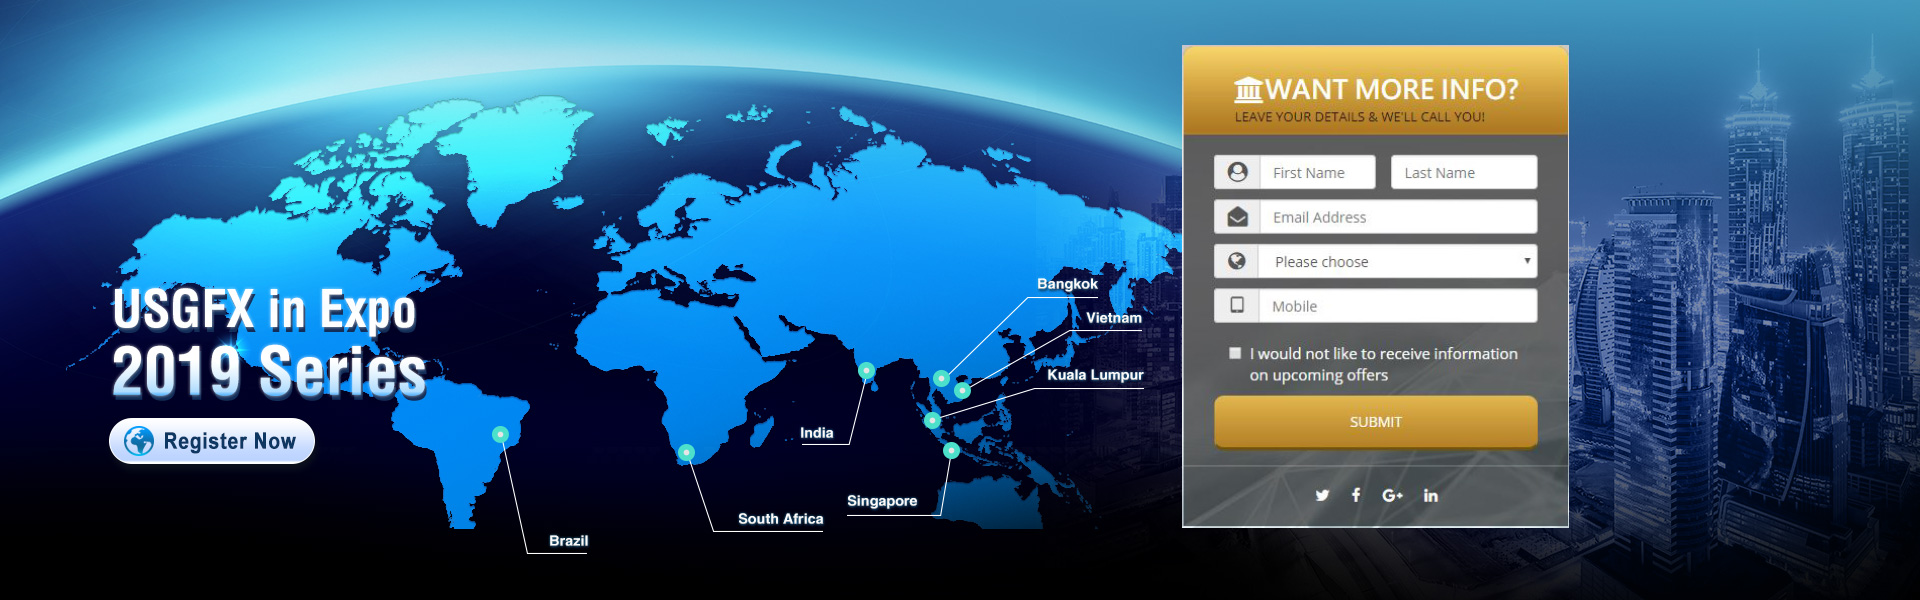 USGFX in Expo
2019 Series
Register Now
Bangkok
Vietnam
Kuala Lumpur
India
Singapore
South Africa
Brazil
WANT MORE INFO?
LEAVE YOUR DETAILS & WE'LL CALL YOU!
First Name
Last Name
Email Address
Please choose
Mobile
I would not like to receive information
on upcoming offers
SUBMIT